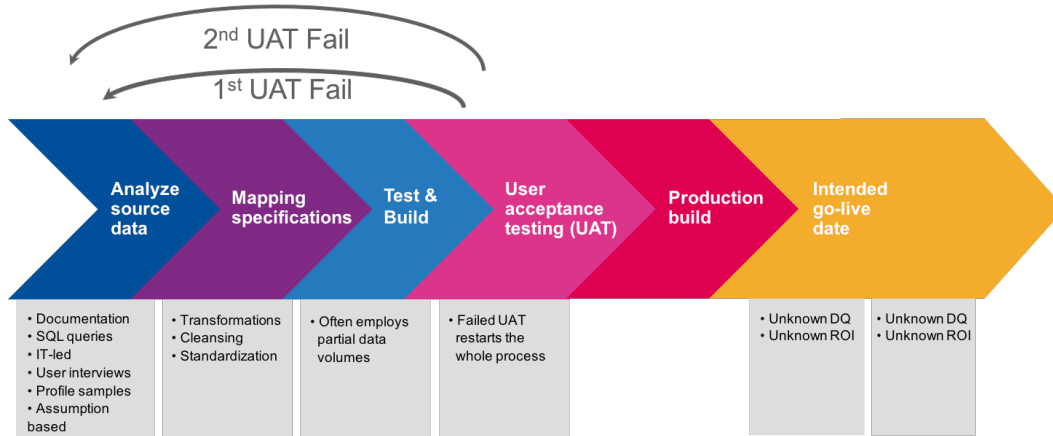 2nd UAT Fail
1st UAT Fail
Analyze
source
data
Mapping
specifications
Test &
Build
User
acceptance
testing (UAT)
Production
build
Intended
go-live
date
• Documentation
• SQL queries
• IT-led
• User interviews
• Profile samples
• Assumption
based
• Transformations
• Cleansing
• Standardization
• Often employs
partial data
volumes
• Failed UAT
restarts the
whole process
• Unknown DQ
• Unknown ROI
• Unknown DQ
• Unknown ROI